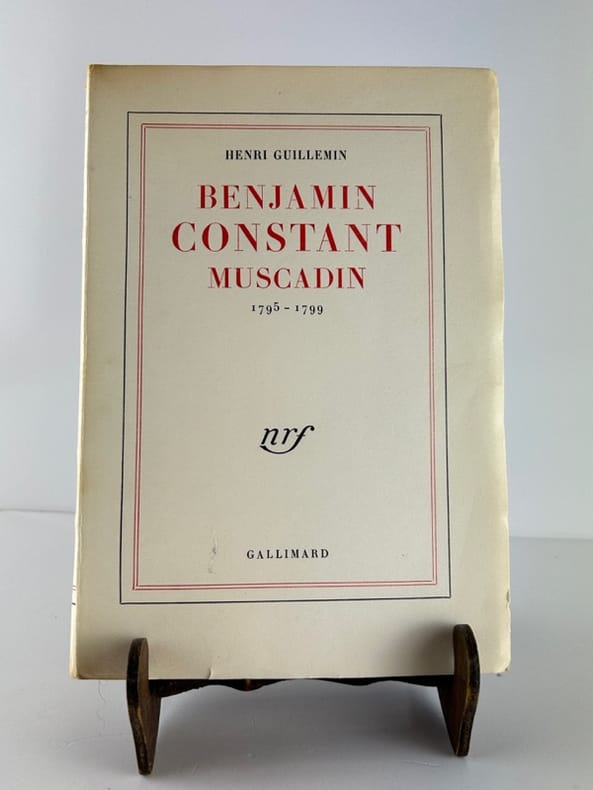 HENRI GUILLEMIN
BENJAMIN
CONSTANT
MUSCADIN
1795 - 1799
nrf
GALLIMARD